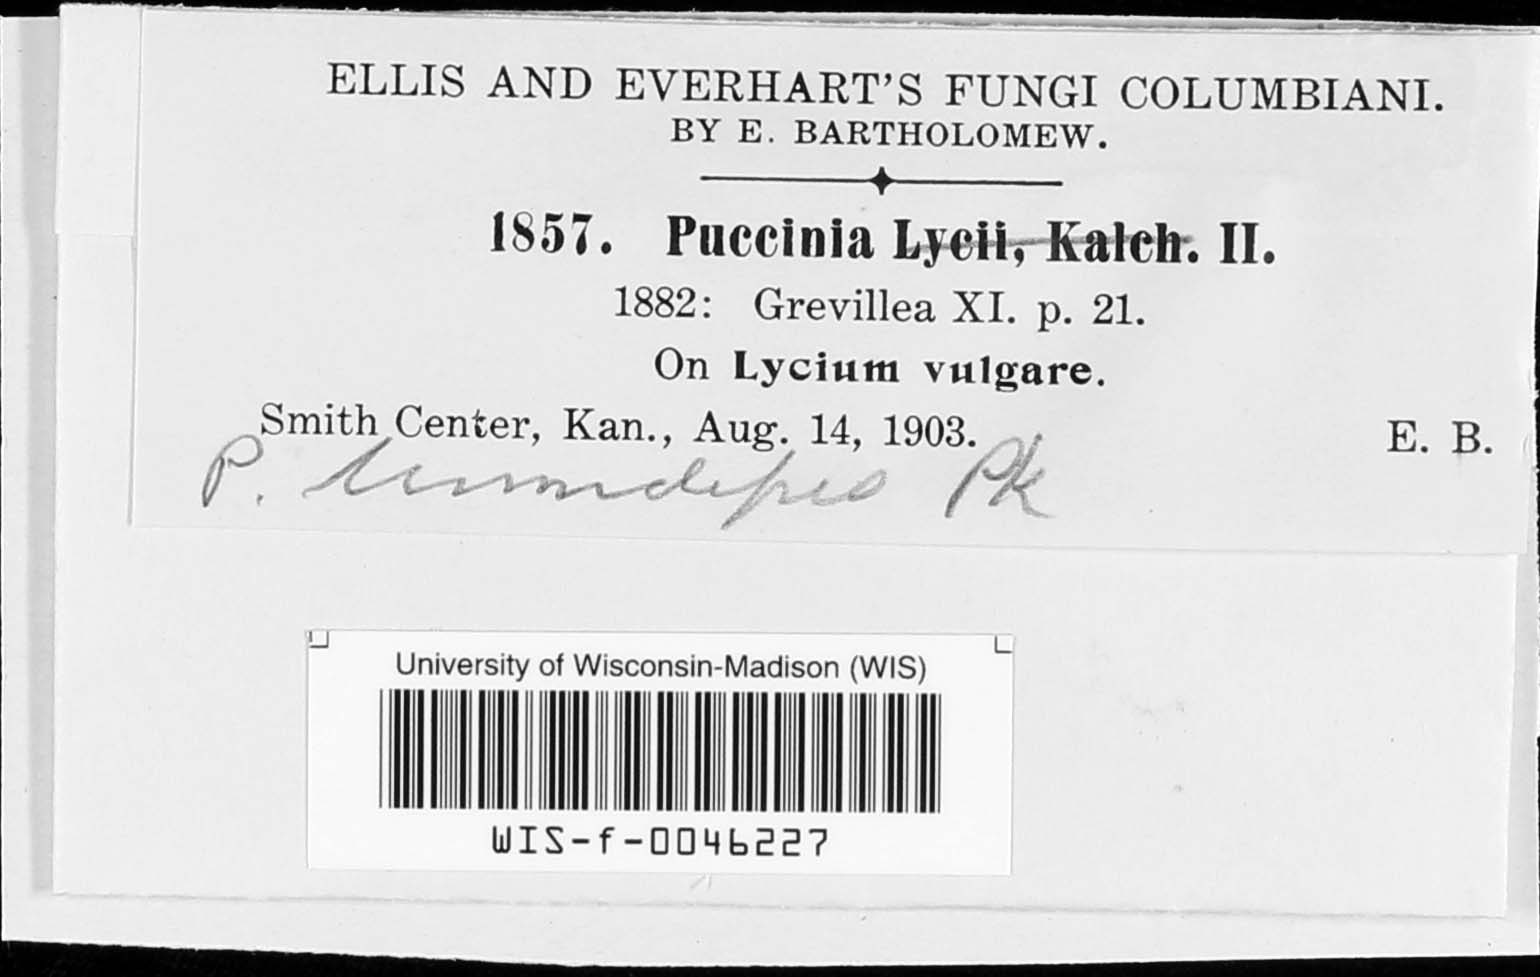 ELLIS AND EVERHART'S FUNGI COLUMBIANI.
BY E. BARTHOLOMEW.
1857. Puccinia Lycii, Kalch. II.
1882: Grevillea XI. p. 21.
On Lycium vulgare.
Smith Center, Kan., Aug. 14, 1903. E. B.
P. tumidipes Pk
University of Wisconsin-Madison (WIS)
WIS-f-0046227